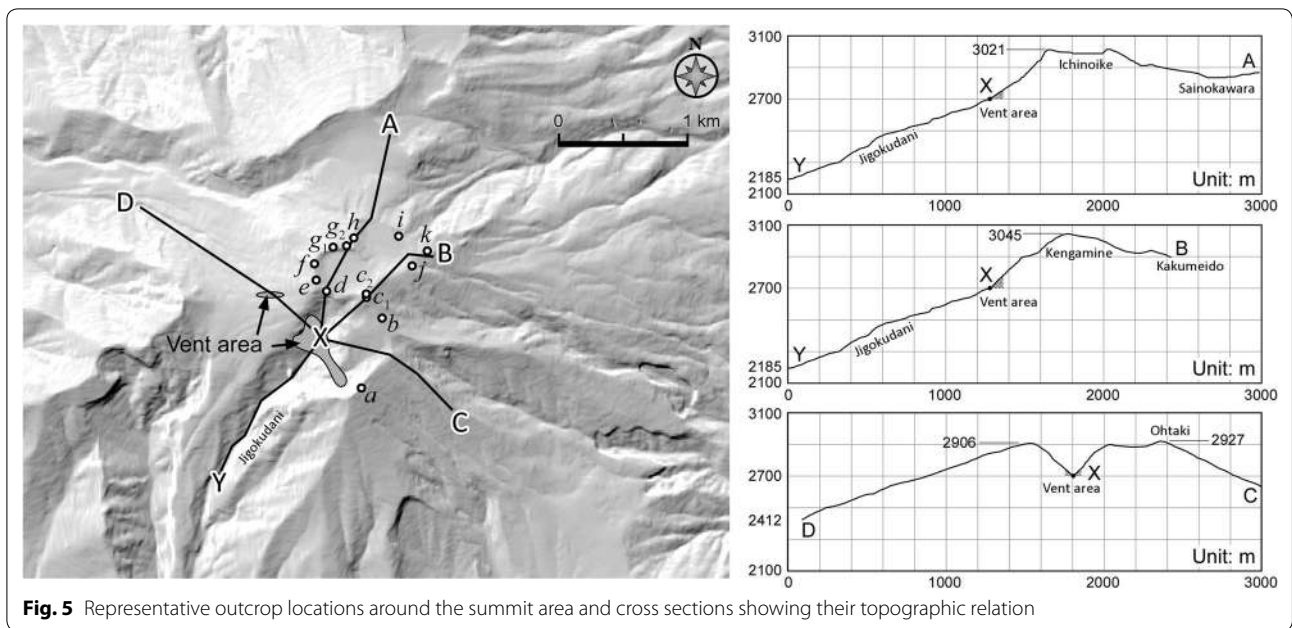 N
0 1 km
A
D
h
i
g₂
g₁
k
B
f
j
e
d
c₂
c₁
b
X
Vent area
a
C
Jigokudani
Y
3100
3021
Ichinoike
A
X
Sainokawara
2700
Vent area
Jigokudani
Y
2185
2100
Unit: m
0 1000 2000 3000
3100
3045
Kengamine
B
X
Kakumeido
2700
Vent area
Jigokudani
Y
2185
2100
Unit: m
0 1000 2000 3000
3100
Ohtaki
2906
2927
2700
X
Vent area
C
2412
D
Unit: m
2100
0 1000 2000 3000
Fig. 5 Representative outcrop locations around the summit area and cross sections showing their topographic relation